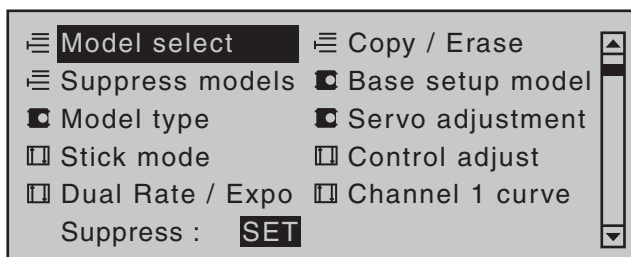 Model select Copy / Erase
Suppress models Base setup model
Model type Servo adjustment
Stick mode Control adjust
Dual Rate / Expo Channel 1 curve
Suppress : SET